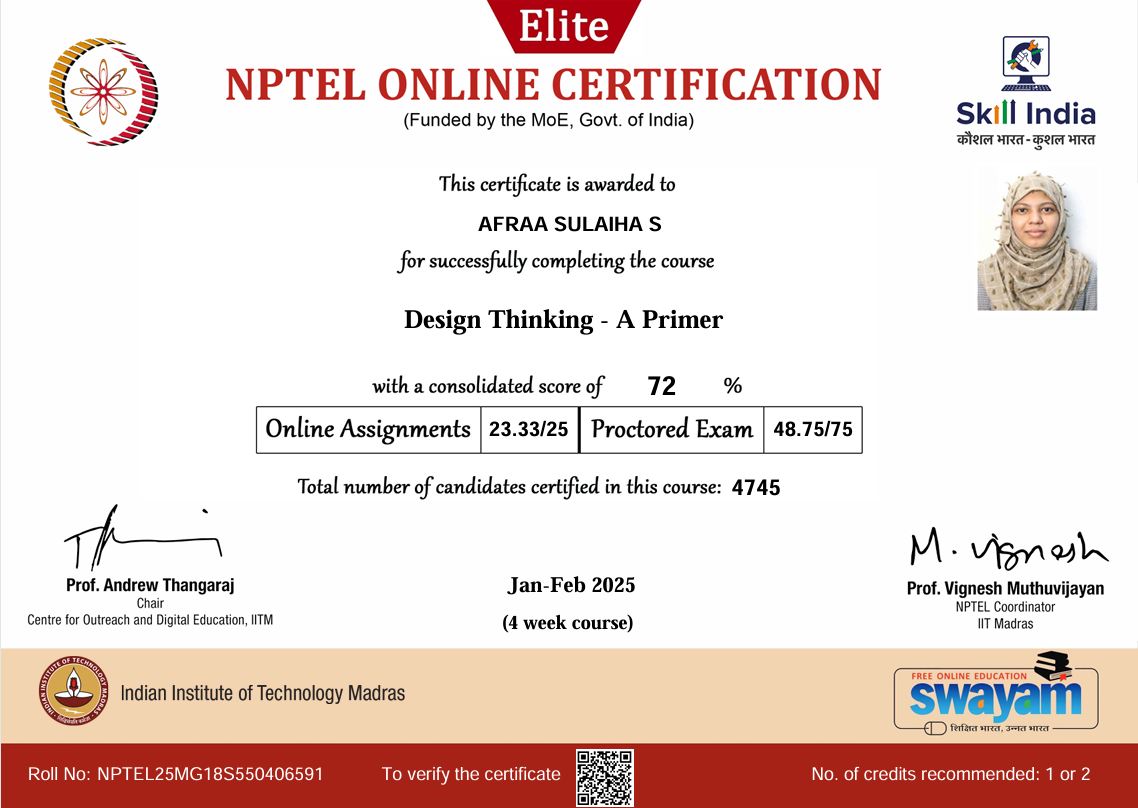 Elite
NPTEL ONLINE CERTIFICATION
(Funded by the MoE, Govt. of India)
Skill India
कौशल भारत - कुशल भारत
This certificate is awarded to
AFRAA SULAIHA S
for successfully completing the course
Design Thinking - A Primer
with a consolidated score of 72 %
Online Assignments 23.33/25 Proctored Exam 48.75/75
Total number of candidates certified in this course: 4745
M. Vignesh
Prof. Andrew Thangaraj
Chair
Centre for Outreach and Digital Education, IITM
Jan-Feb 2025
(4 week course)
Prof. Vignesh Muthuvijayan
NPTEL Coordinator
IIT Madras
INDIAN INSTITUTE OF TECHNOLOGY MADRAS
Indian Institute of Technology Madras
FREE ONLINE EDUCATION
swayam
शिक्षित भारत, उन्नत भारत
Roll No: NPTEL25MG18S550406591
To verify the certificate
No. of credits recommended: 1 or 2